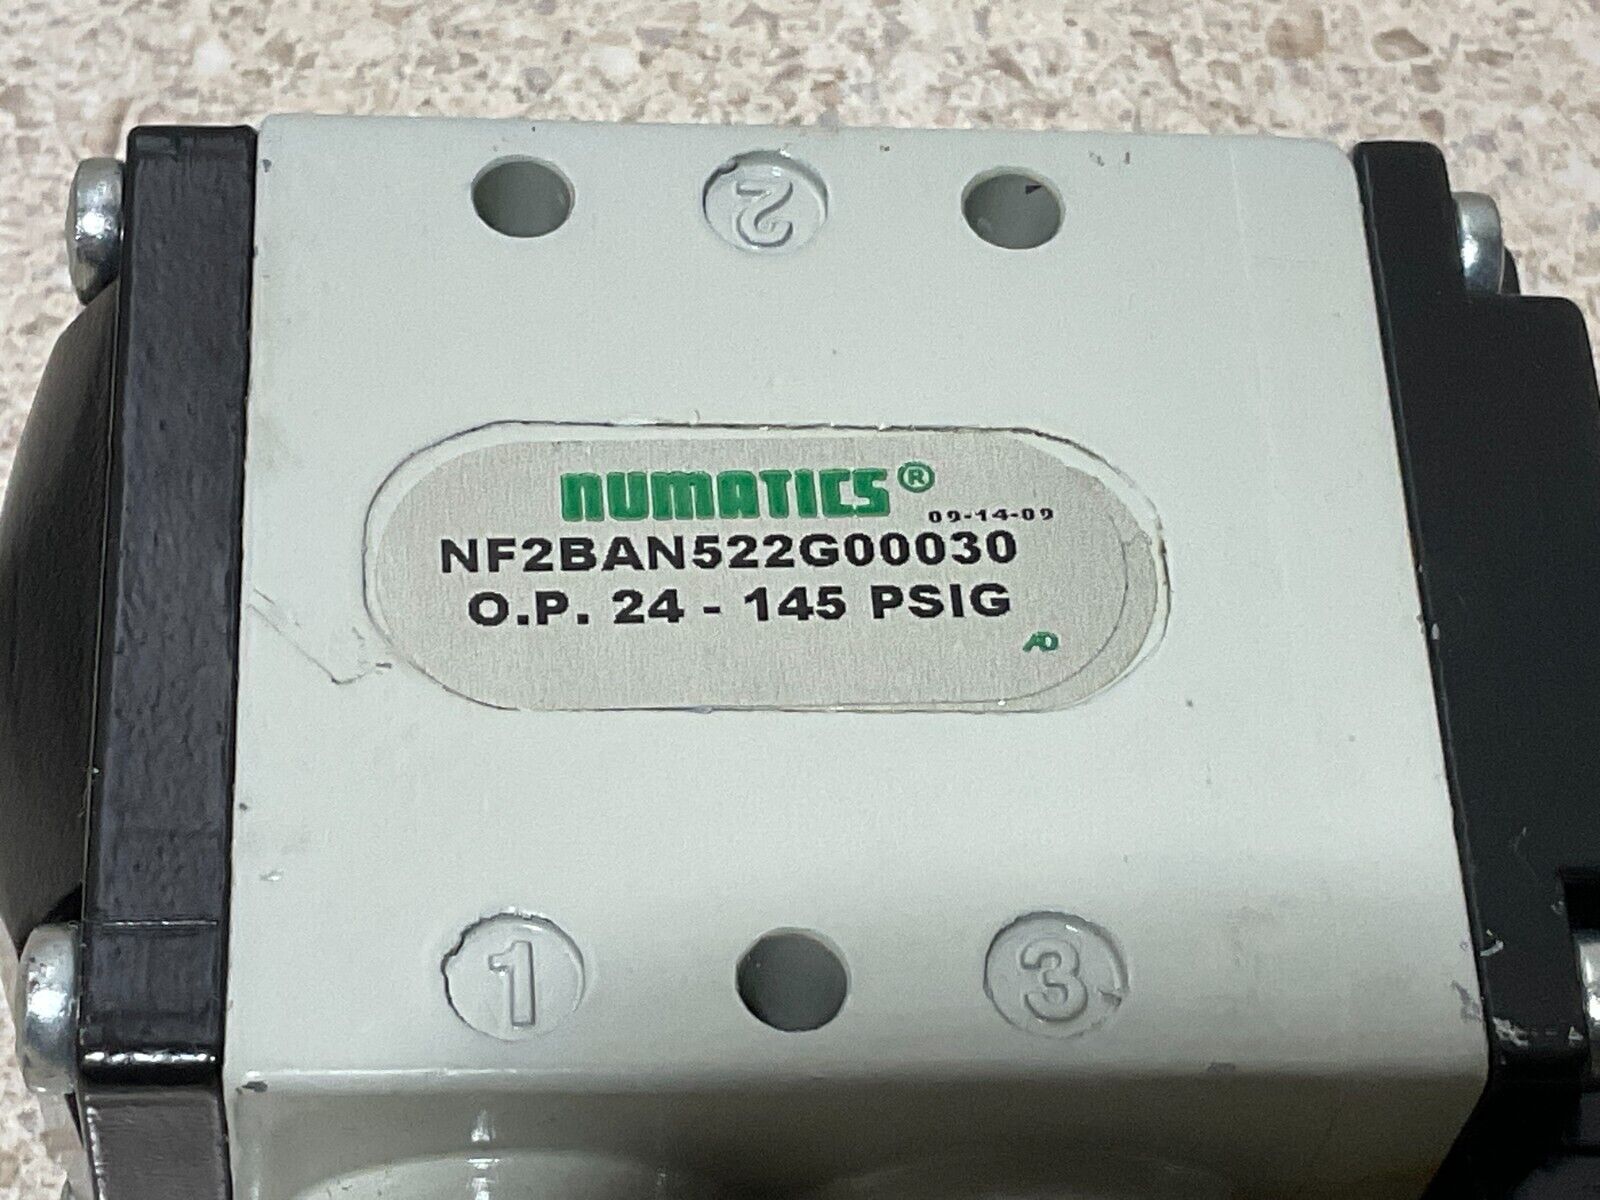 2
NUMATICS®
09-14-09
NF2BAN522G00030
O.P. 24 - 145 PSIG
1 3